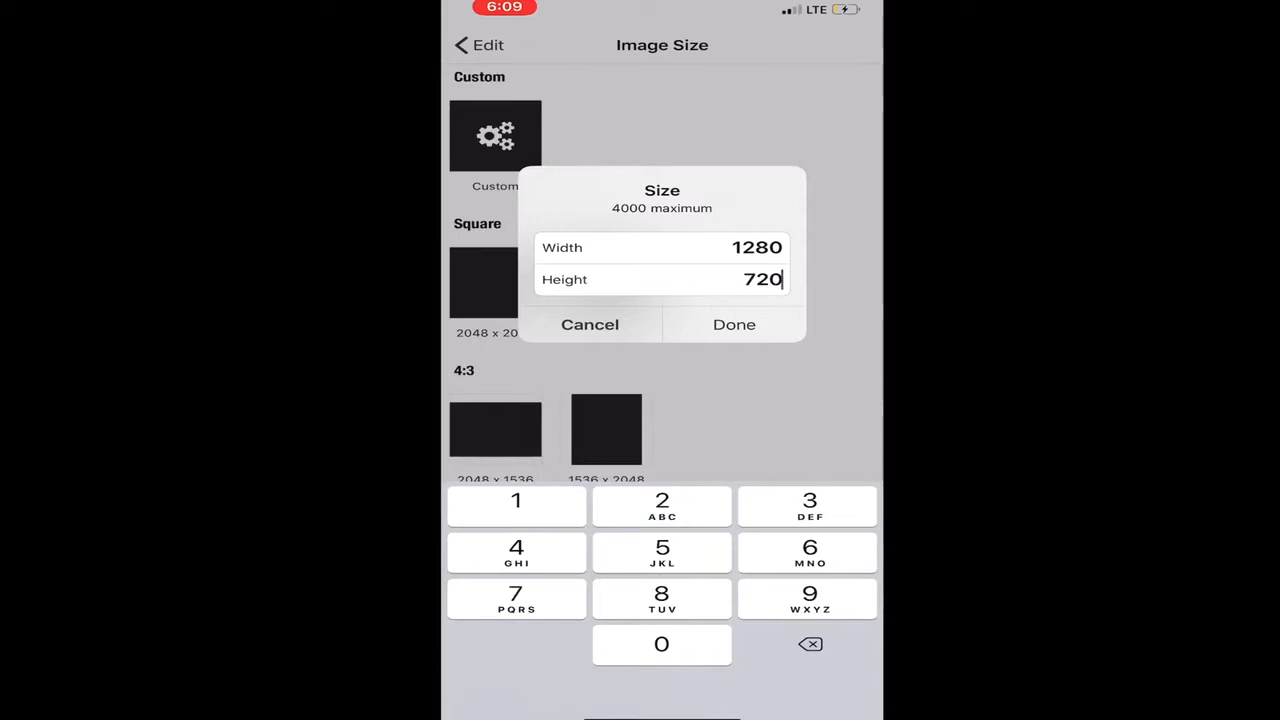 6:09
LTE
Edit
Image Size
Custom
Custom
Size
4000 maximum
Square
Width 1280
Height 720
Cancel Done
2048 x 20
4:3
2048 x 1536 1536 x 2048
1 2 3
ABC DEF
4 5 6
GHI JKL MNO
7 8 9
PQRS TUV WXYZ
0